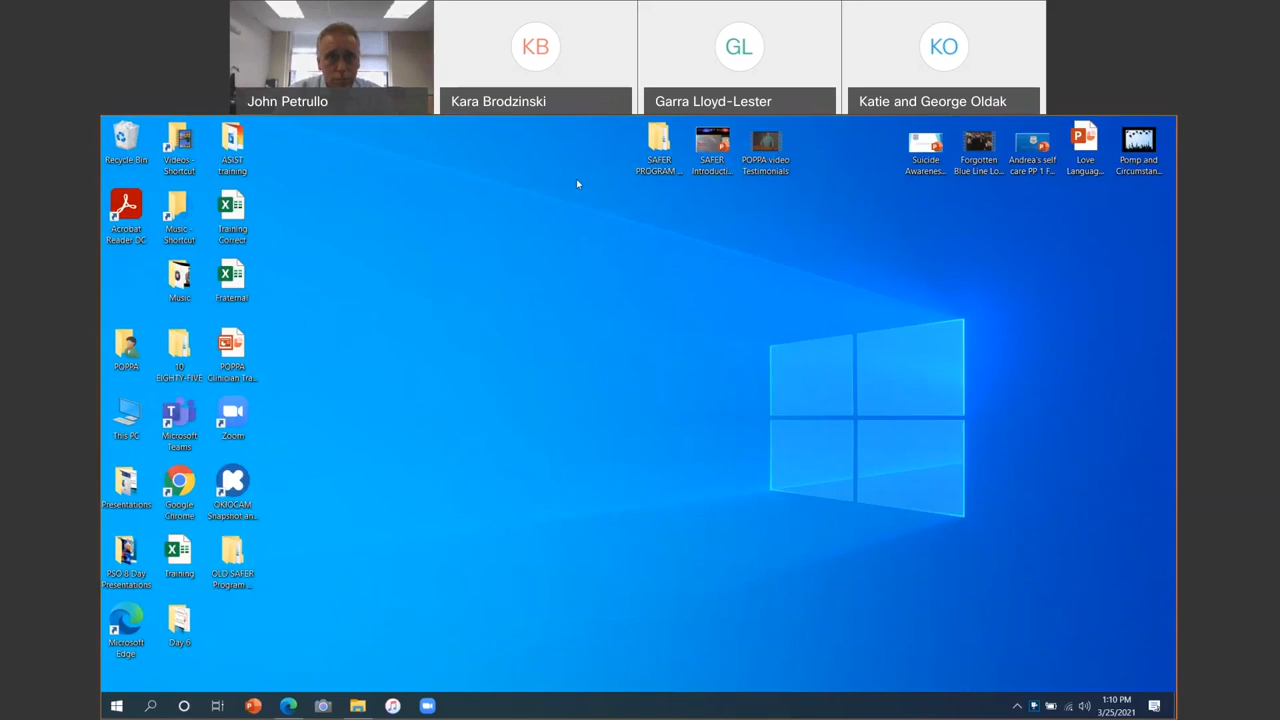 KB
GL
KO
John Petrullo
Kara Brodzinski
Garra Lloyd-Lester
Katie and George Oldak
Recycle Bin
Videos -
Shortcut
ASIST
training
SAFER
PROGRAM ...
SAFER
Introducti...
POPPA video
Testimonials
Suicide
Awarenes...
Forgotten
Blue Line Lo...
Andrea's self
care PP 1 F...
Love
Languag...
Pomp and
Circumstan...
Acrobat
Reader DC
Music -
Shortcut
Training
Correct
Music
Fraternal
POPPA
10
EIGHTY-FIVE
POPPA
Clinician Tra...
This PC
Microsoft
Teams
Zoom
Presentations
Google
Chrome
OKIOCAM
Snapshot an...
PSO 8 Day
Presentations
Training
OLD SAFER
Program ...
Microsoft
Edge
Day 6
1:10 PM
3/25/2021